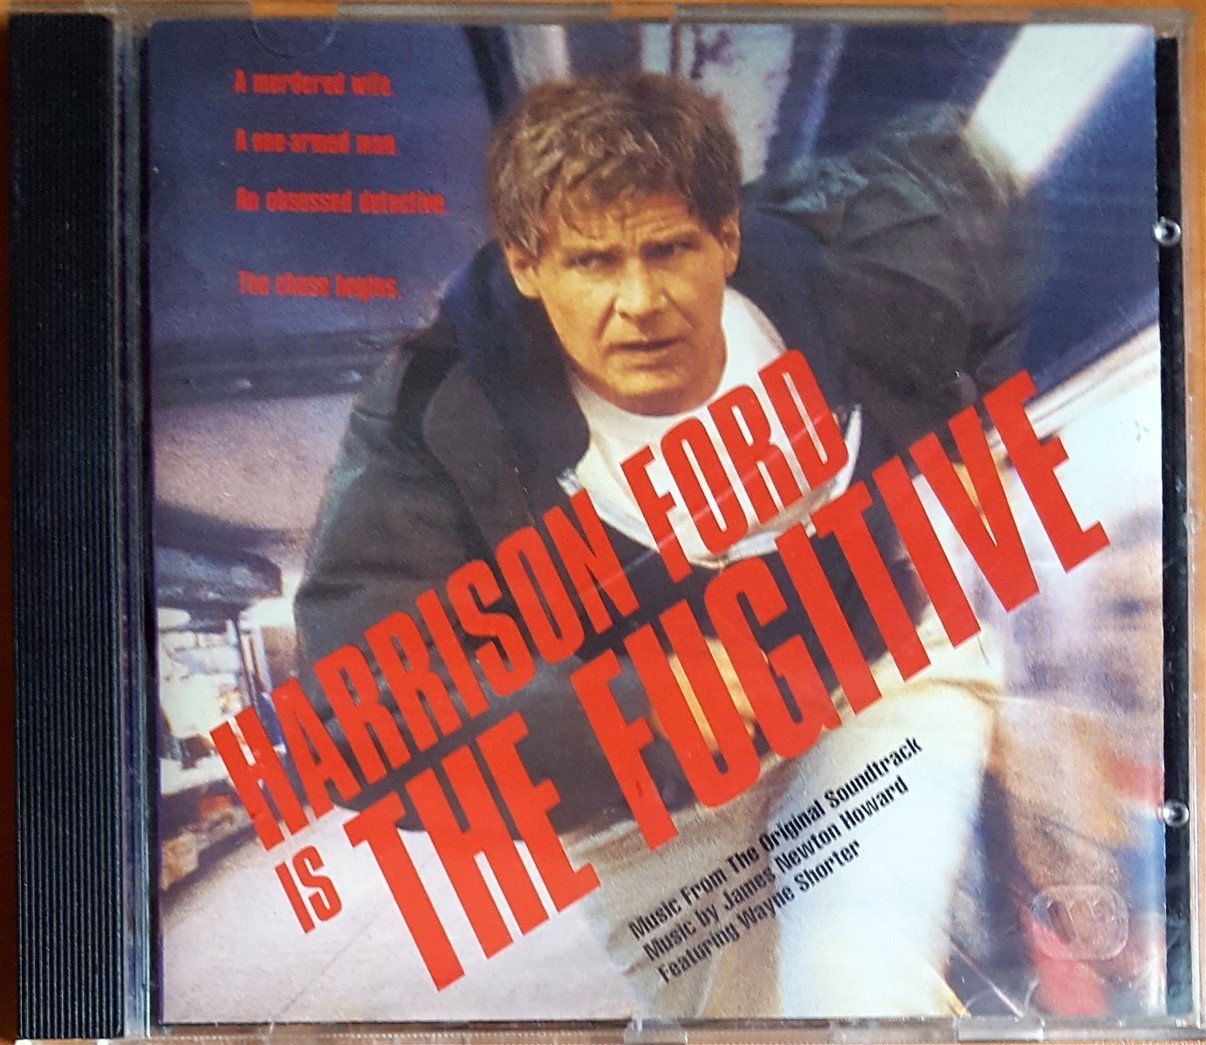 A murdered wife.
A one-armed man.
An obsessed detective.
The chase begins.
HARRISON FORD
IS THE FUGITIVE
Music From The Original Soundtrack
Music by James Newton Howard
Featuring Wayne Shorter